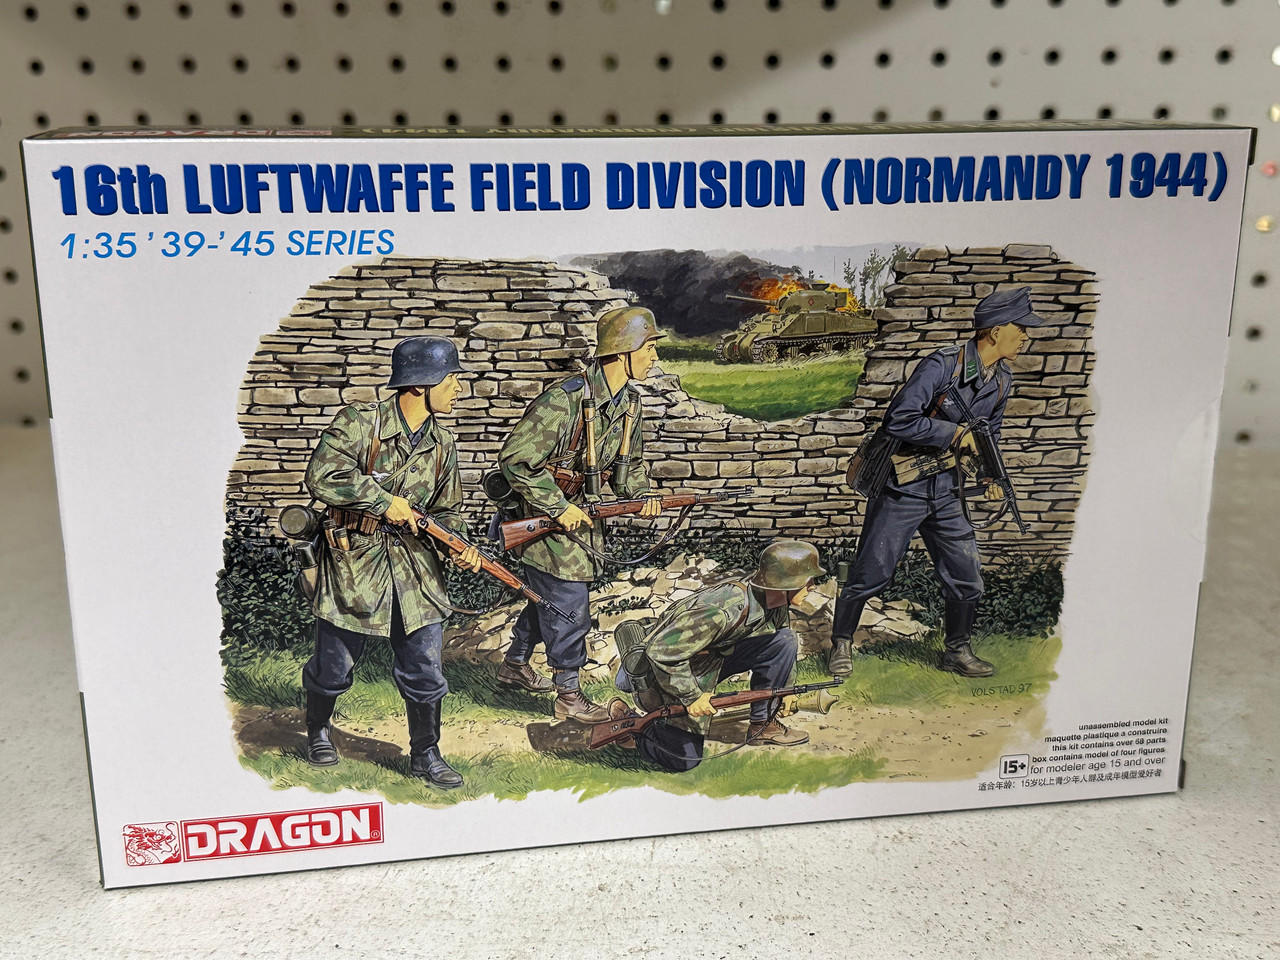 DRAGON
(NORMANDY 1944)
16th LUFTWAFFE FIELD DIVISION (NORMANDY 1944)
1:35 '39-'45 SERIES
VOLSTAD 97
unassembled model kit
maquette plastique a construire
this kit contains over 58 parts
box contains model of four figures
15+ for modeler age 15 and over
适合年龄：15岁以上青少年人群及成年模型爱好者
DRAGON®